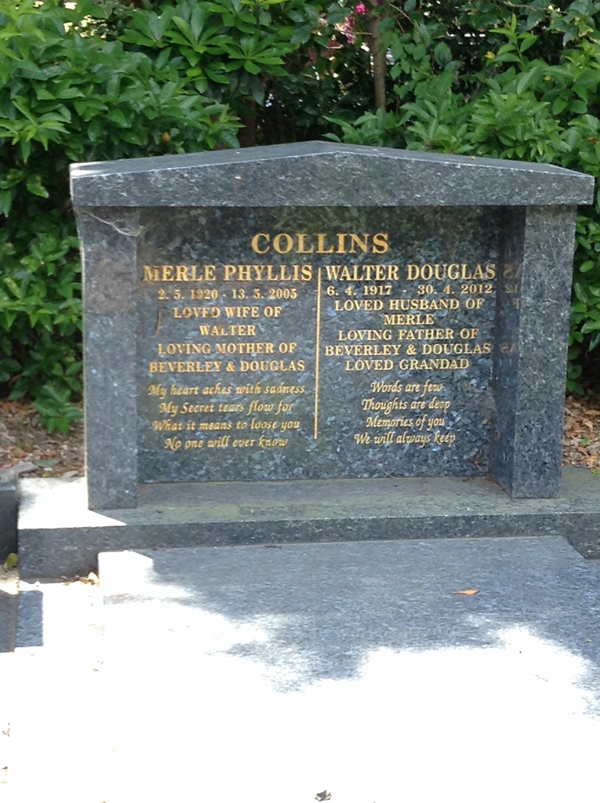 COLLINS
MERLE PHYLLIS
2. 5. 1920 - 13. 5. 2005
LOVED WIFE OF
WALTER
LOVING MOTHER OF
BEVERLEY & DOUGLAS
My heart aches with sadness
My Secret tears flow for
What it means to loose you
No one will ever know
WALTER DOUGLAS
6. 4. 1917 - 30. 4. 2012
LOVED HUSBAND OF
MERLE
LOVING FATHER OF
BEVERLEY & DOUGLAS
LOVED GRANDAD
Words are few
Thoughts are deep
Memories of you
We will always keep